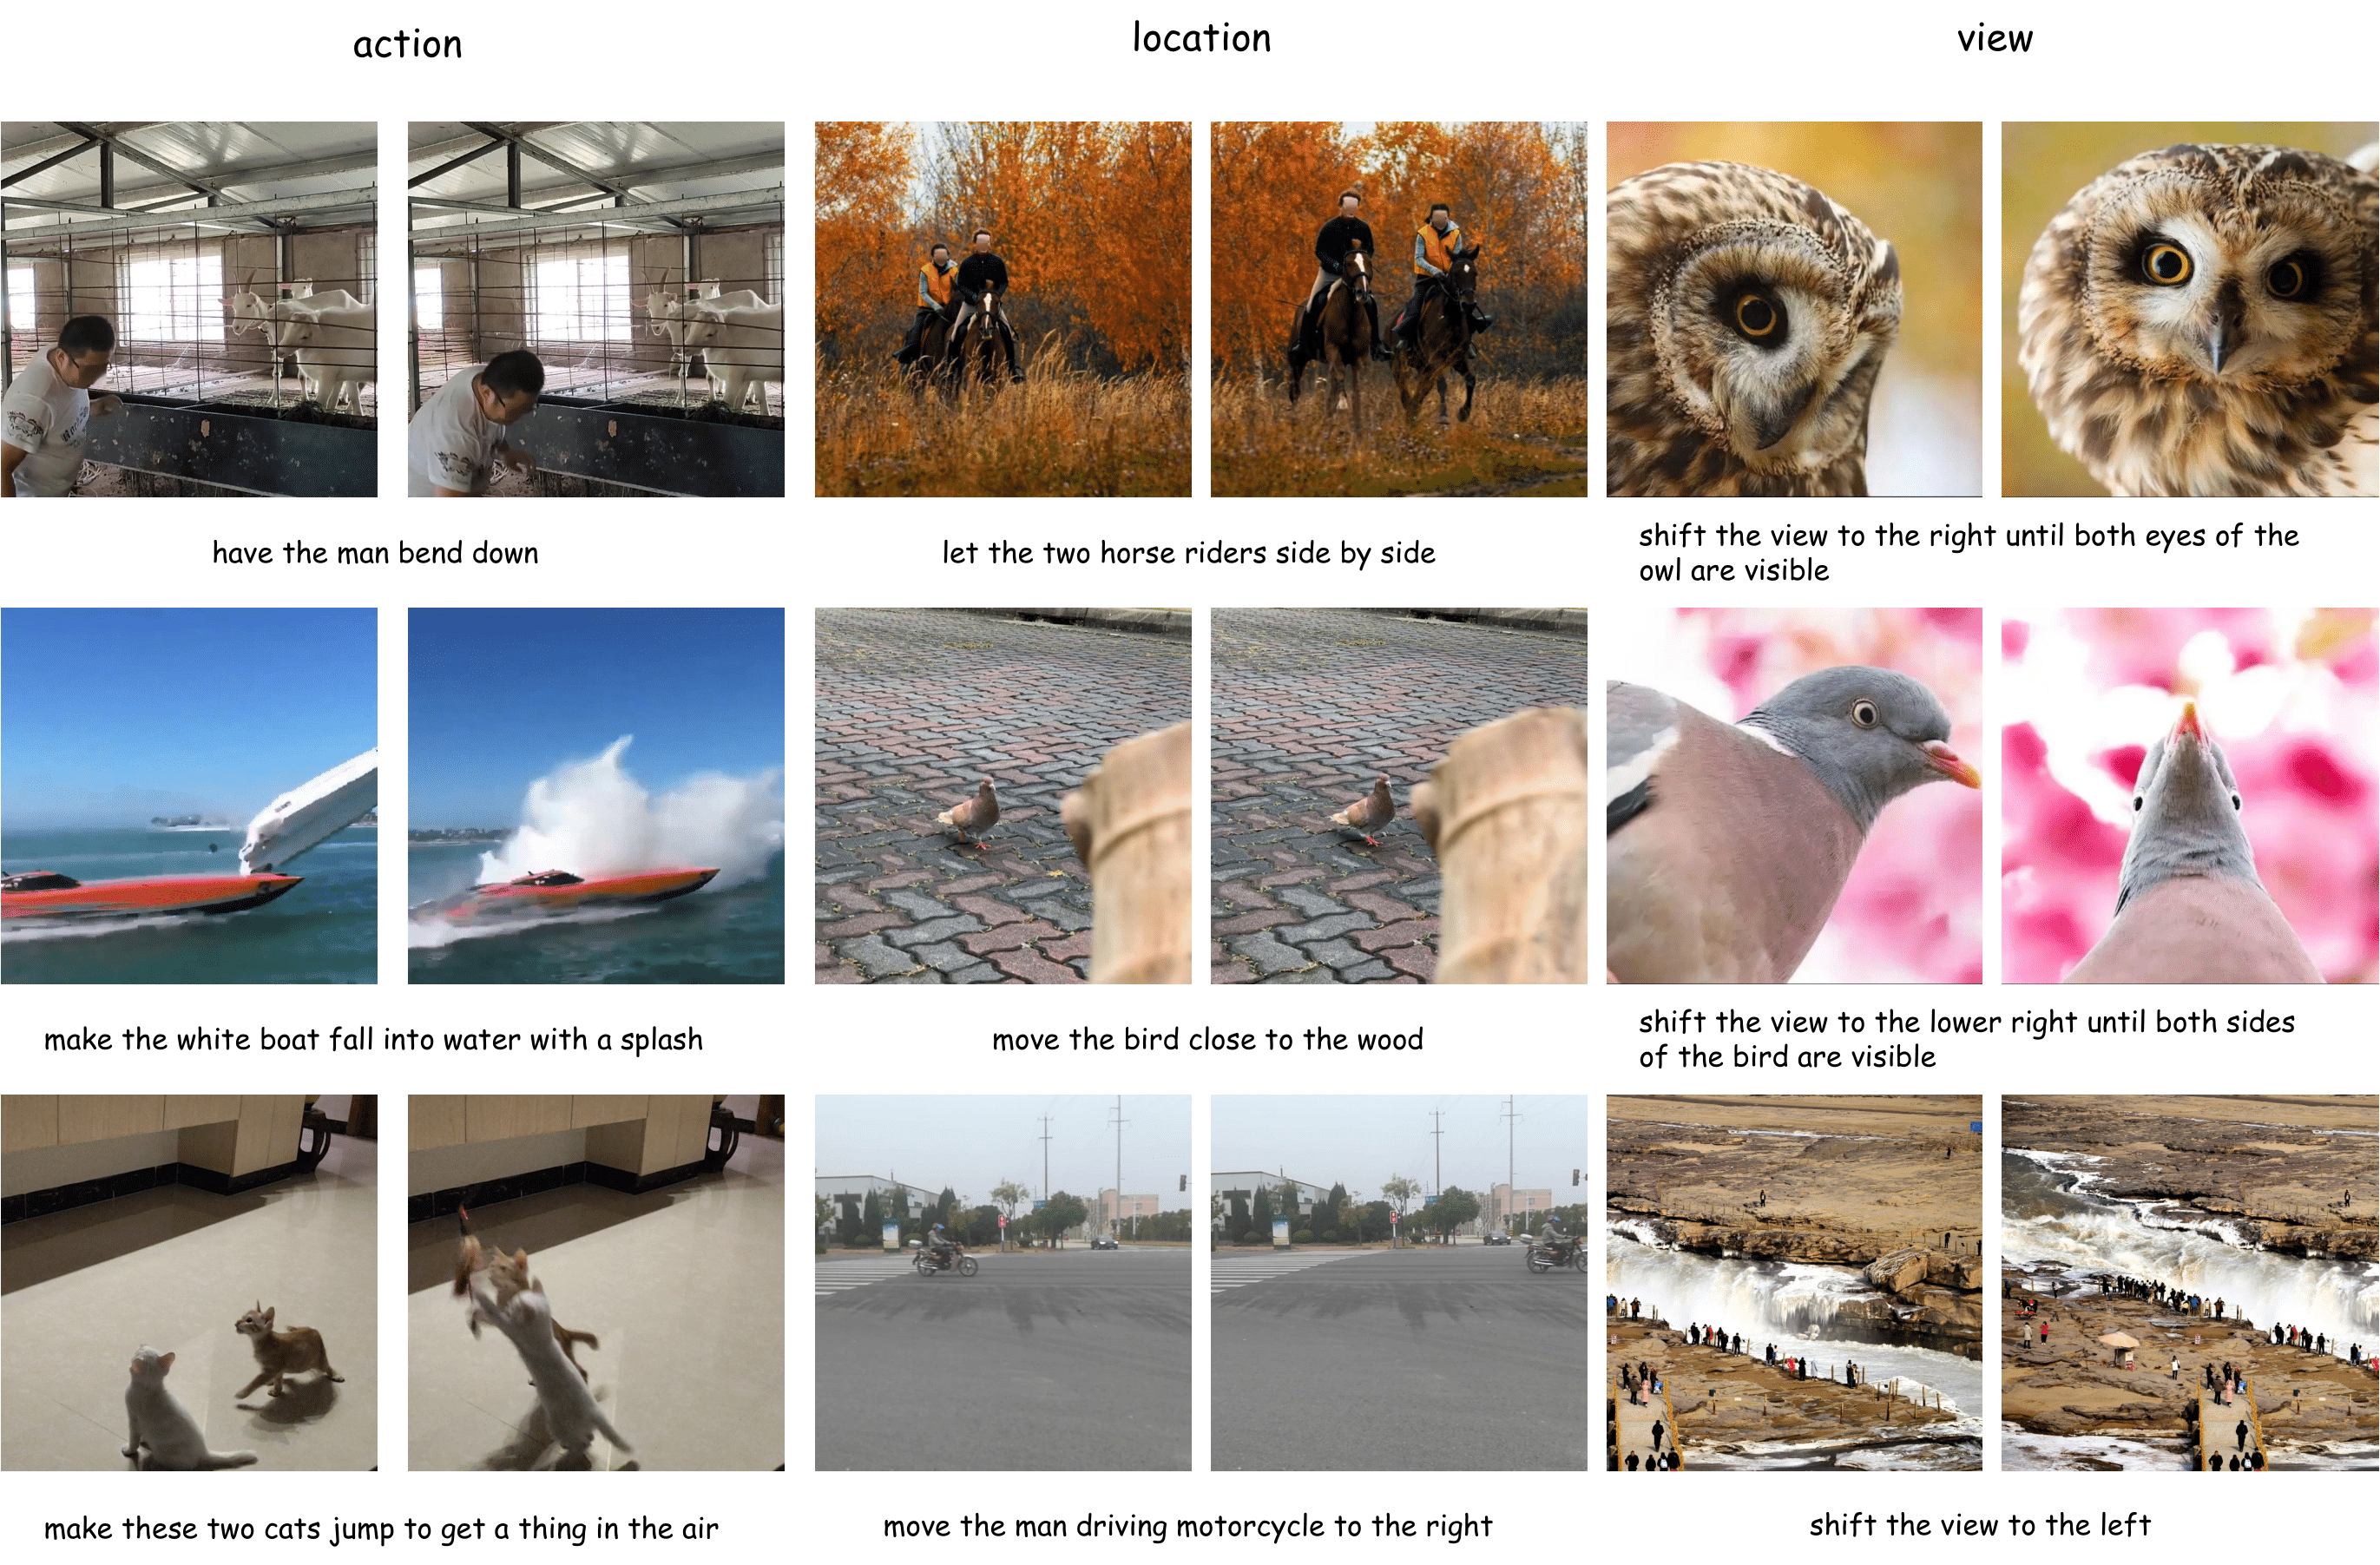 action
location
view
have the man bend down
let the two horse riders side by side
shift the view to the right until both eyes of the
owl are visible
make the white boat fall into water with a splash
move the bird close to the wood
shift the view to the lower right until both sides
of the bird are visible
make these two cats jump to get a thing in the air
move the man driving motorcycle to the right
shift the view to the left